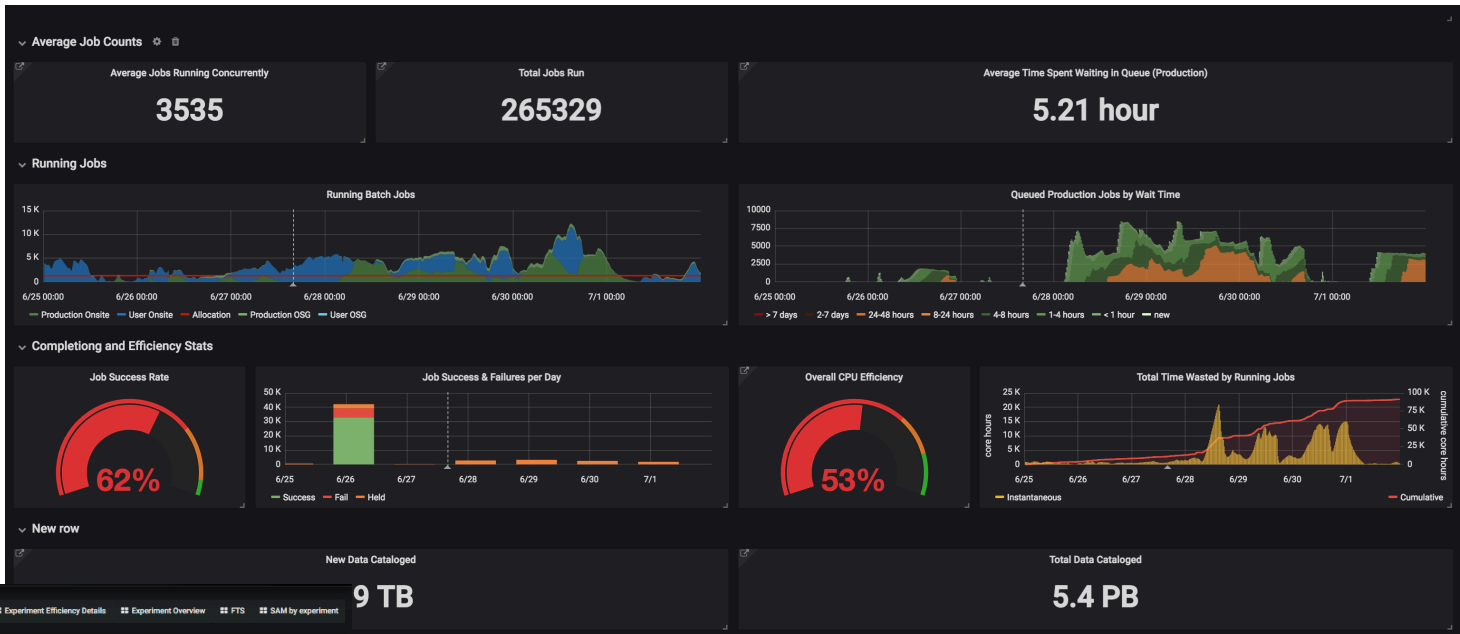 Average Job Counts
Average Jobs Running Concurrently
3535
Total Jobs Run
265329
Average Time Spent Waiting in Queue (Production)
5.21 hour
Running Jobs
Running Batch Jobs
15 K
10 K
5 K
0
6/25 00:00 6/26 00:00 6/27 00:00 6/28 00:00 6/29 00:00 6/30 00:00 7/1 00:00
Production Onsite User Onsite Allocation Production OSG User OSG
Queued Production Jobs by Wait Time
10000
7500
5000
2500
0
6/25 00:00 6/26 00:00 6/27 00:00 6/28 00:00 6/29 00:00 6/30 00:00 7/1 00:00
> 7 days 2-7 days 24-48 hours 8-24 hours 4-8 hours 1-4 hours < 1 hour new
Completiong and Efficiency Stats
Job Success Rate
62%
Job Success & Failures per Day
50 K
40 K
30 K
20 K
10 K
0
6/25 6/26 6/27 6/28 6/29 6/30 7/1
Success Fail Held
Overall CPU Efficiency
53%
Total Time Wasted by Running Jobs
core hours
25 K
20 K
15 K
10 K
5 K
0
100 K
75 K
50 K
25 K
0
cumulative core hours
6/25 6/26 6/27 6/28 6/29 6/30 7/1
Instantaneous Cumulative
New row
New Data Cataloged
9 TB
Total Data Cataloged
5.4 PB
Experiment Efficiency Details Experiment Overview FTS SAM by experiment